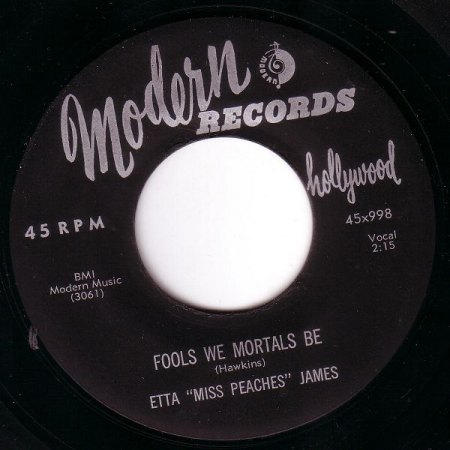 Modern
MODERN
RECORDS
hollywood
45 RPM
45x998
Vocal
2:15
BMI
Modern Music
(3061)
FOOLS WE MORTALS BE
(Hawkins)
ETTA "MISS PEACHES" JAMES